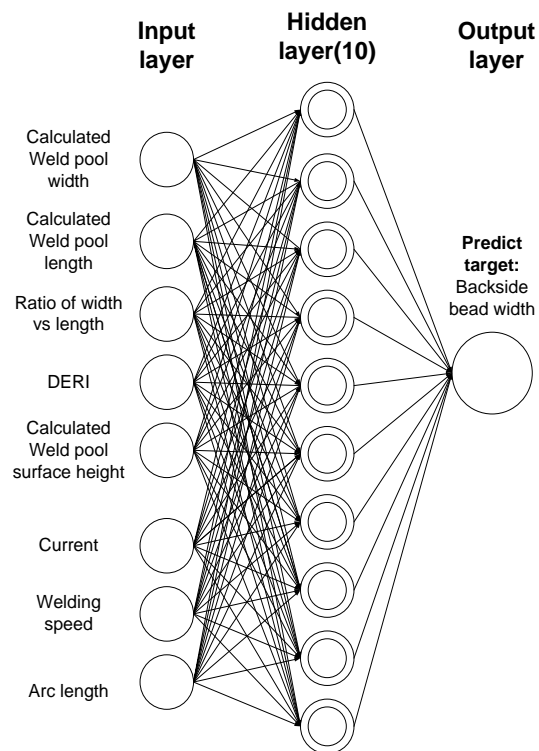 Input
layer
Hidden
layer(10)
Output
layer
Calculated
Weld pool
width
Calculated
Weld pool
length
Ratio of width
vs length
DERI
Calculated
Weld pool
surface height
Current
Welding
speed
Arc length
Predict
target:
Backside
bead width